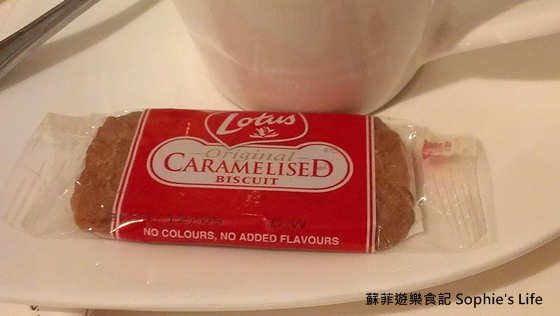 Lotus
Original
CARAMELISED
BISCUIT
NO COLOURS, NO ADDED FLAVOURS
蘇菲遊樂食記 Sophie's Life